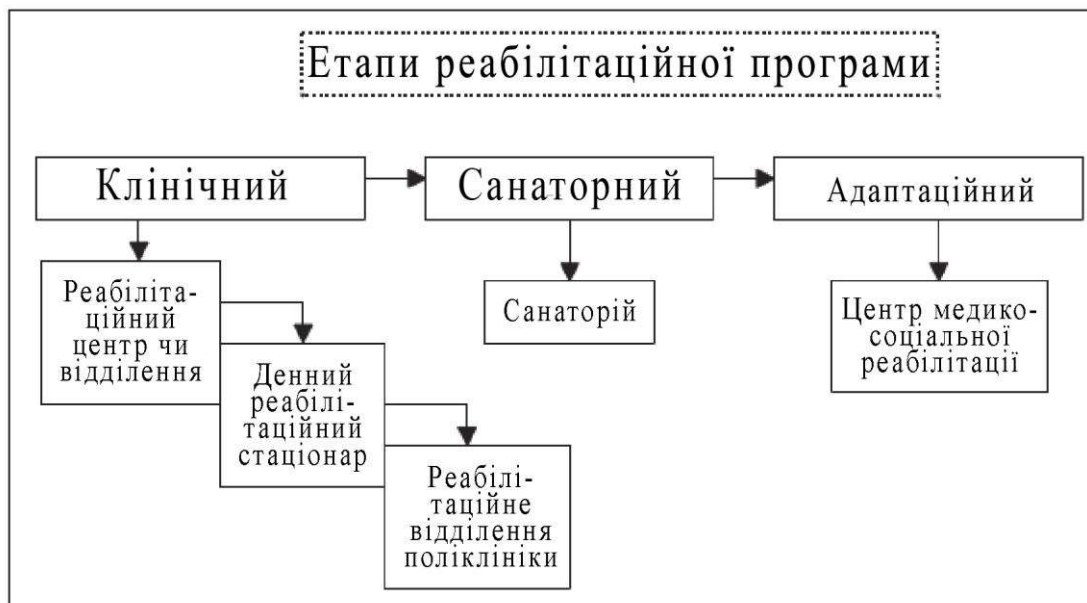 Етапи реабілітаційної програми
Клінічний
Санаторний
Адаптаційний
Реабіліта-
ційний
центр чи
відділення
Денний
реабілі-
таційний
стаціонар
Реабілі-
таційне
відділення
поліклініки
Санаторій
Центр медико-
соціальної
реабілітації